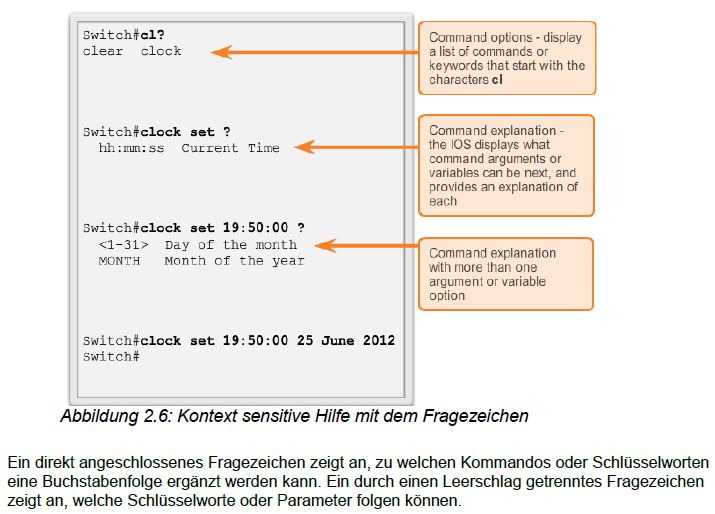 Switch#cl?
clear clock
Command options - display
a list of commands or
keywords that start with the
characters cl
Switch#clock set ?
hh:mm:ss Current Time
Command explanation -
the IOS displays what
command arguments or
variables can be next, and
provides an explanation of
each
Switch#clock set 19:50:00 ?
<1-31> Day of the month
MONTH Month of the year
Command explanation
with more than one
argument or variable
option
Switch#clock set 19:50:00 25 June 2012
Switch#
Abbildung 2.6: Kontext sensitive Hilfe mit dem Fragezeichen
Ein direkt angeschlossenes Fragezeichen zeigt an, zu welchen Kommandos oder Schlüsselworten
eine Buchstabenfolge ergänzt werden kann. Ein durch einen Leerschlag getrenntes Fragezeichen
zeigt an, welche Schlüsselworte oder Parameter folgen können.